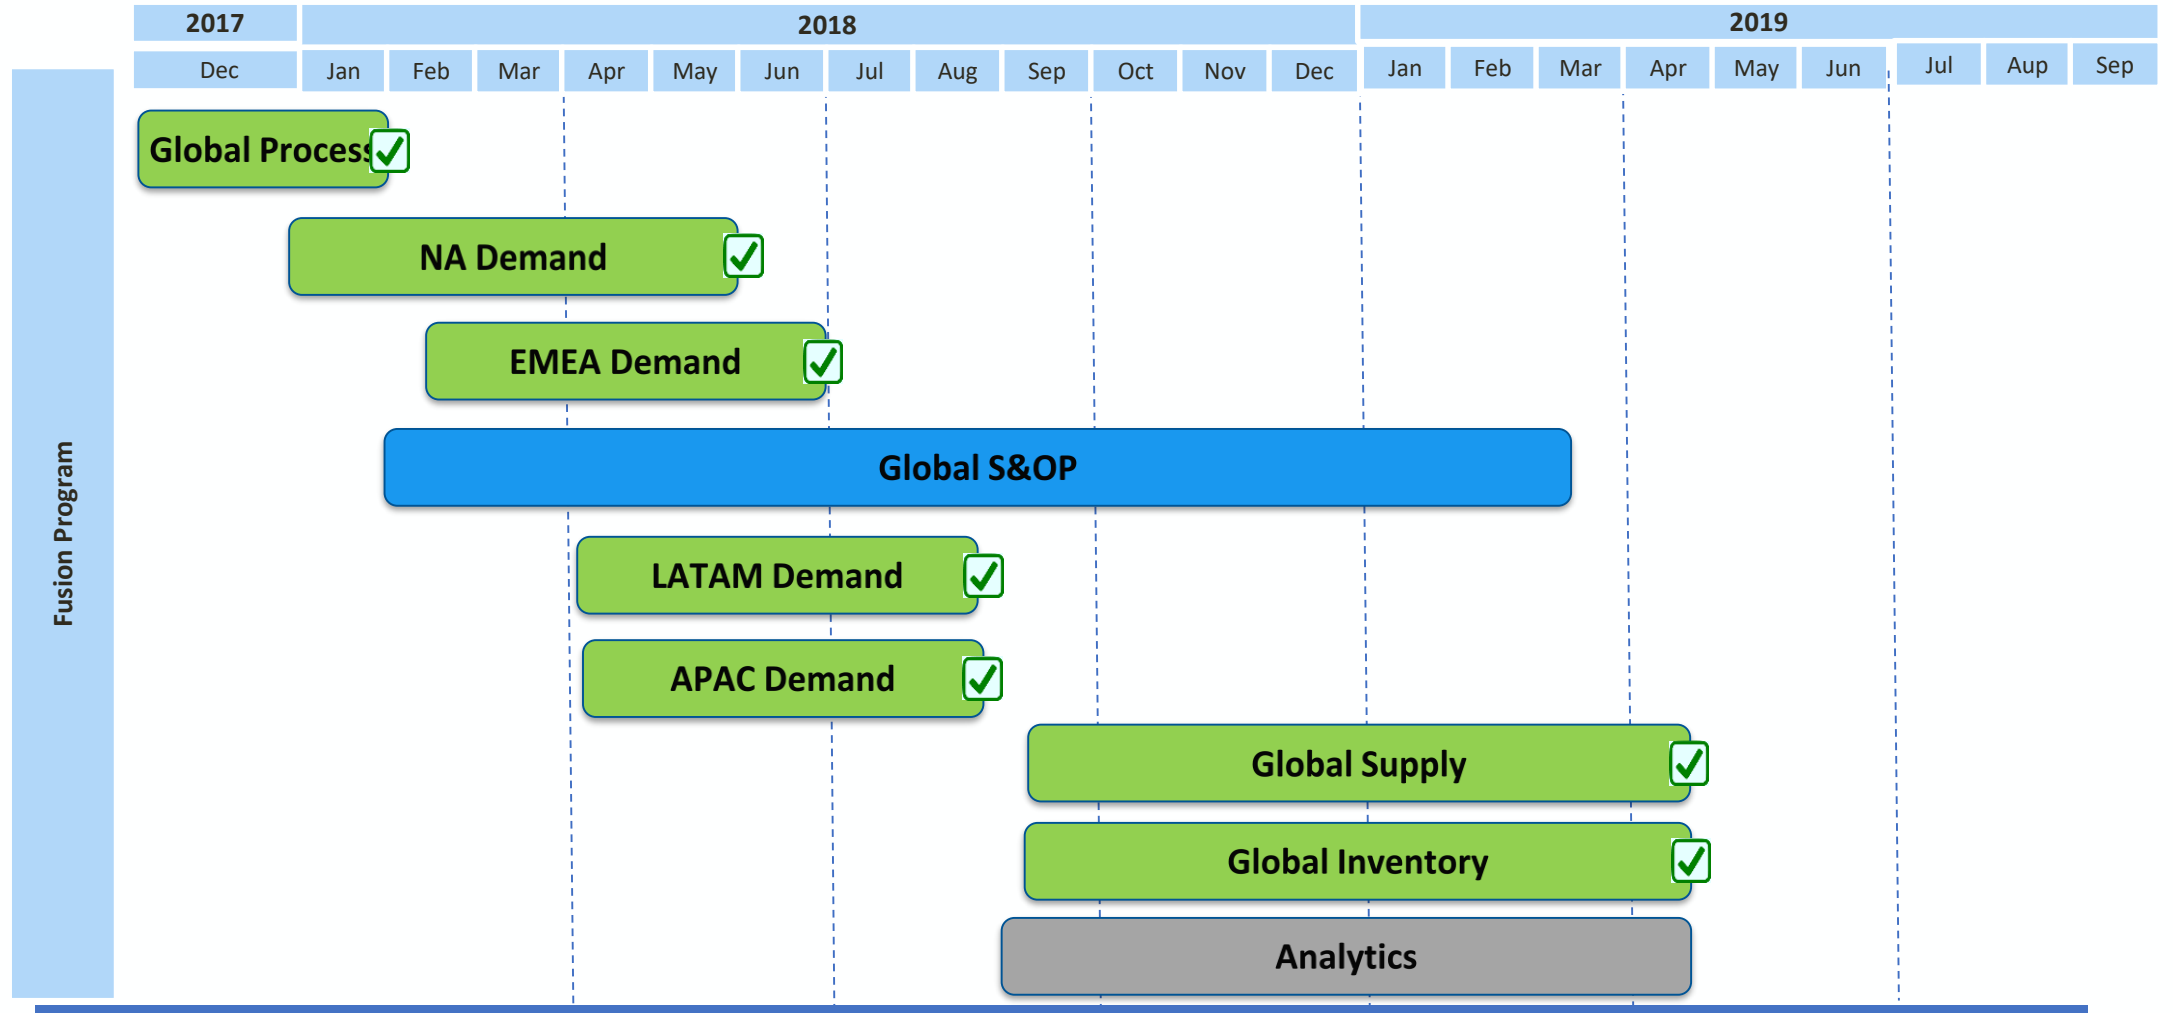 2017
2018
2019
Dec
Jan
Feb
Mar
Apr
May
Jun
Jul
Aug
Sep
Oct
Nov
Dec
Jan
Feb
Mar
Apr
May
Jun
Jul
Aup
Sep
Fusion Program
Global Process
NA Demand
EMEA Demand
Global S&OP
LATAM Demand
APAC Demand
Global Supply
Global Inventory
Analytics